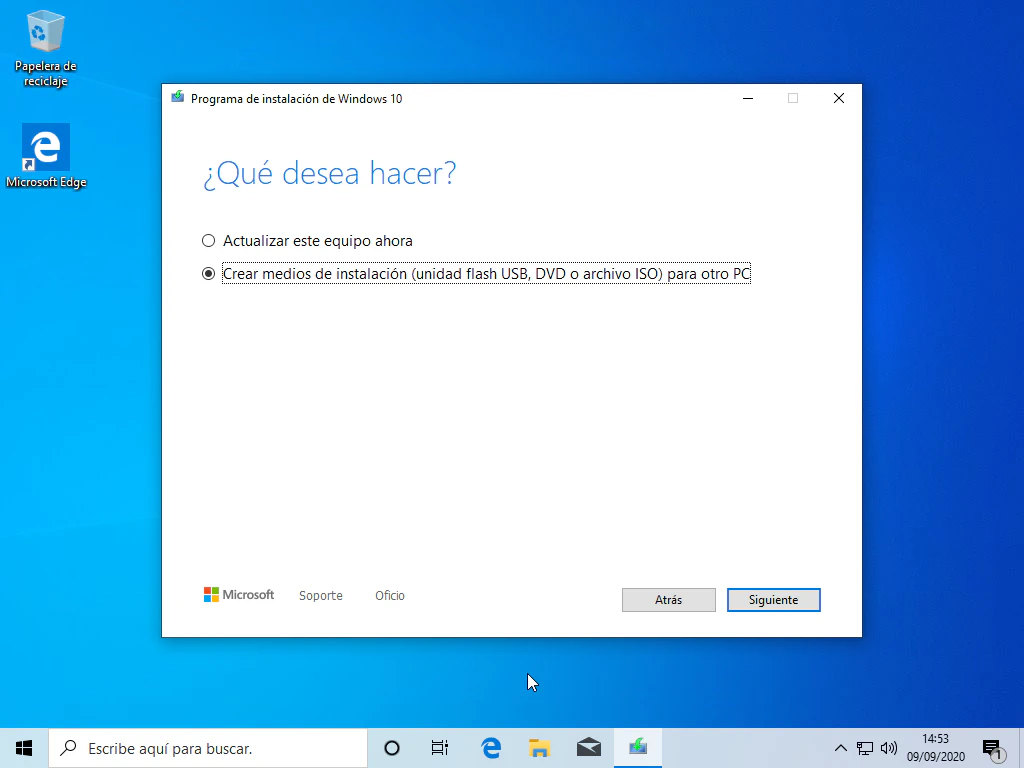 Papelera de
reciclaje
Microsoft Edge
Programa de instalación de Windows 10
¿Qué desea hacer?
Actualizar este equipo ahora
Crear medios de instalación (unidad flash USB, DVD o archivo ISO) para otro PC
Microsoft
Soporte
Oficio
Atrás
Siguiente
Escribe aquí para buscar.
14:53
09/09/2020
1